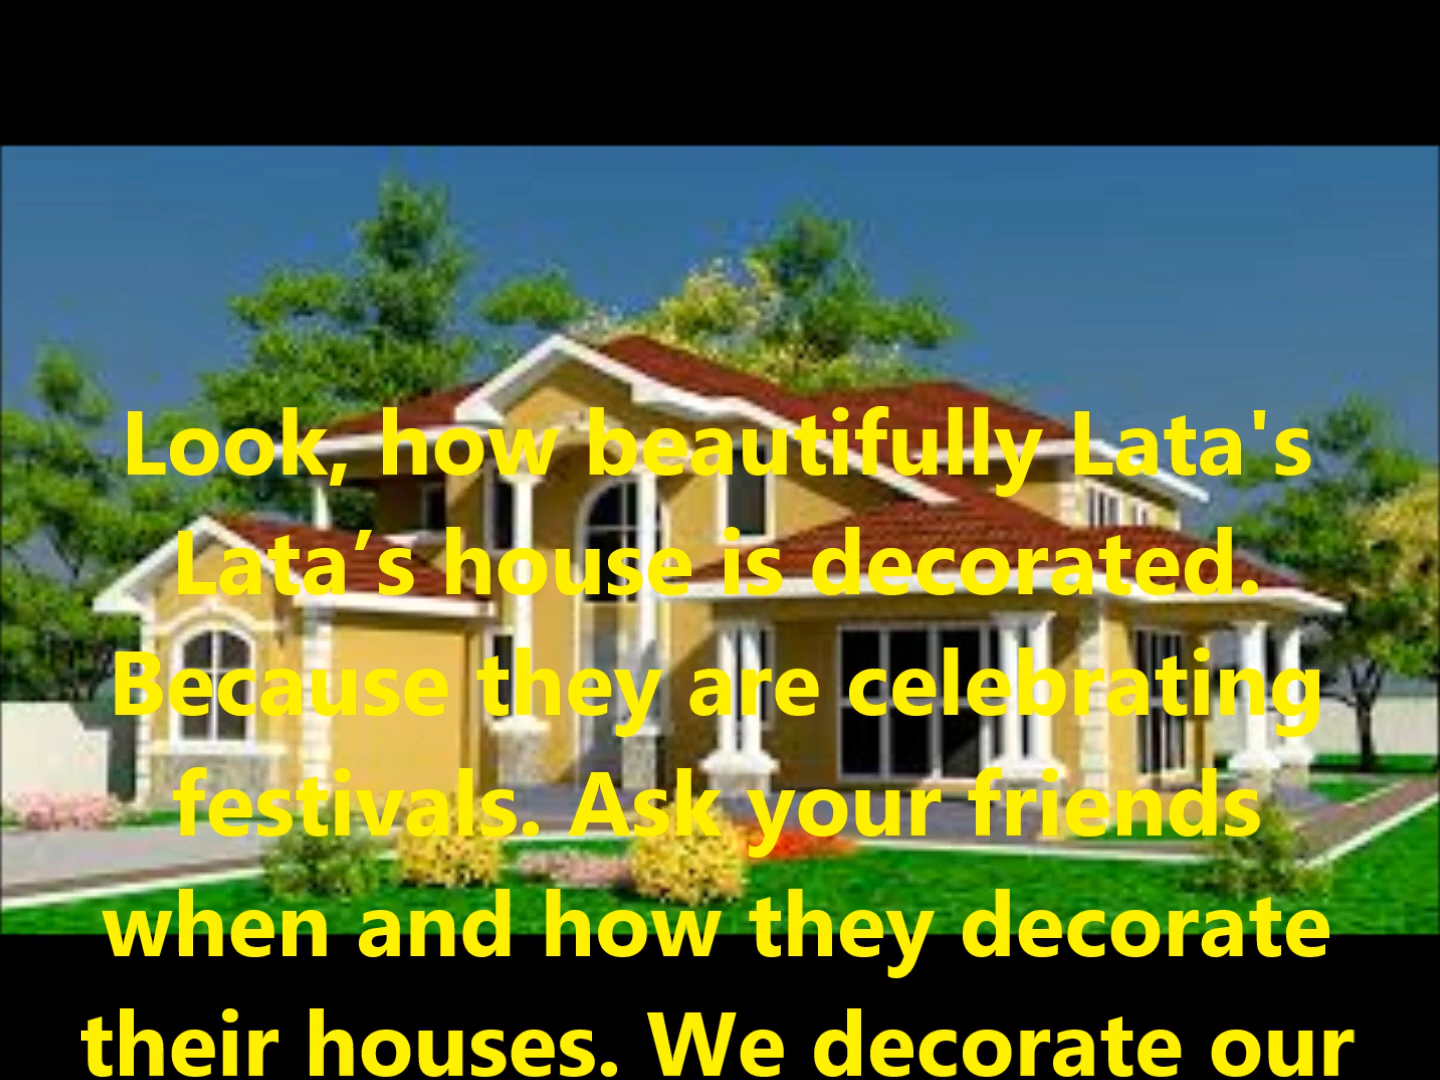 Look, how beautifully Lata's
Lata’s house is decorated.
Because they are celebrating
festivals. Ask your friends
when and how they decorate
their houses. We decorate our